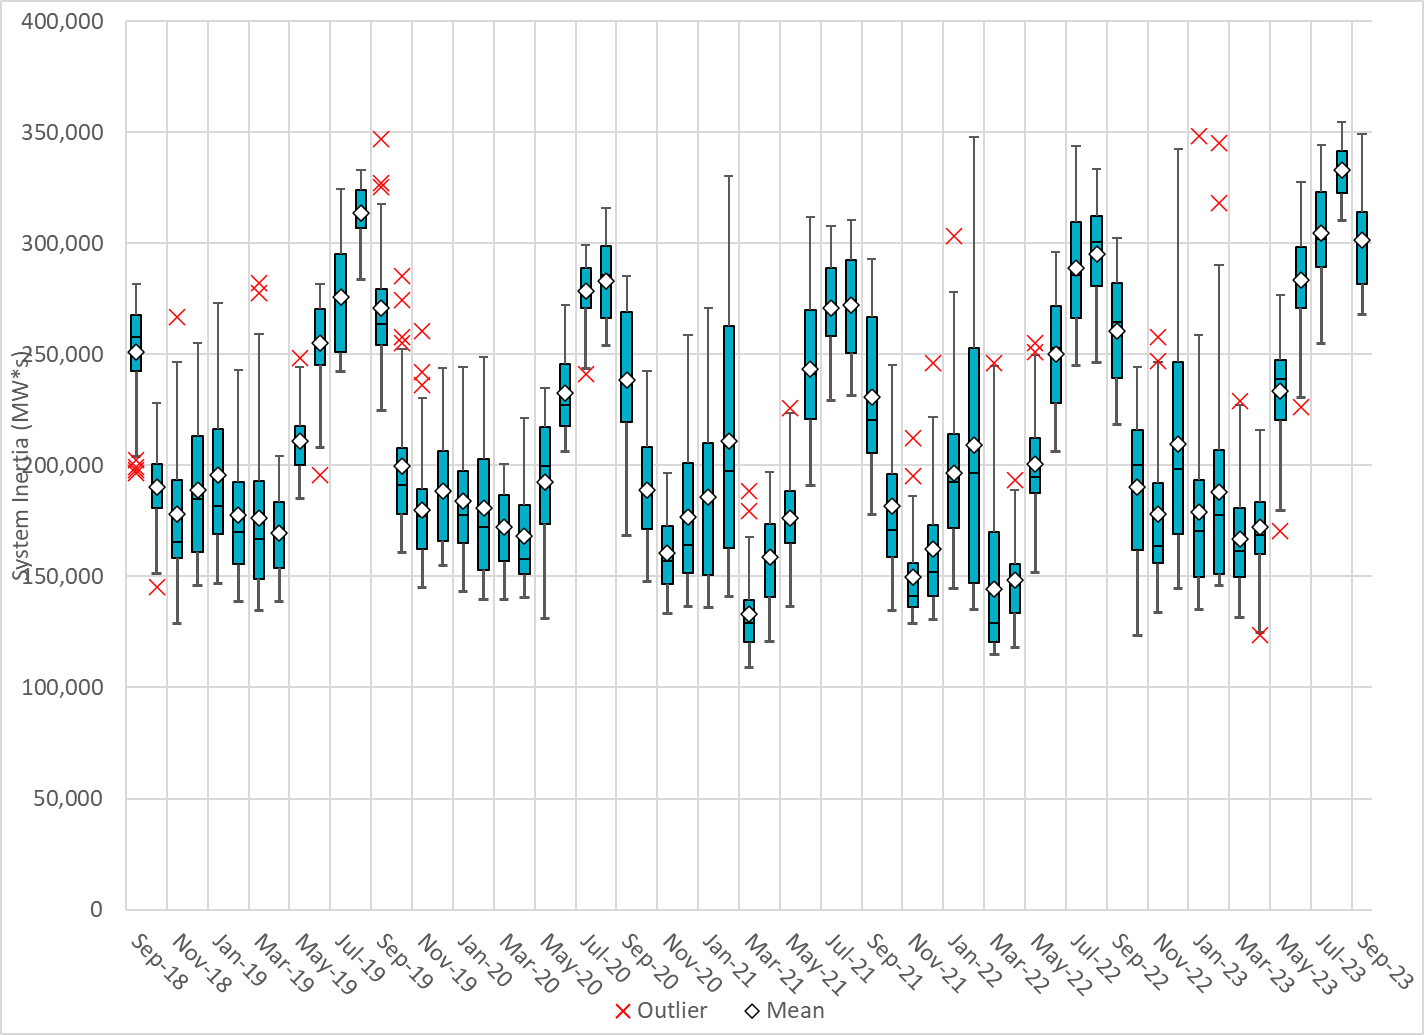 400,000
350,000
300,000
250,000
200,000
150,000
100,000
50,000
0
System Inertia (MW*s)
Sep-18
Nov-18
Jan-19
Mar-19
May-19
Jul-19
Sep-19
Nov-19
Jan-20
Mar-20
May-20
Jul-20
Sep-20
Nov-20
Jan-21
Mar-21
May-21
Jul-21
Sep-21
Nov-21
Jan-22
Mar-22
May-22
Jul-22
Sep-22
Nov-22
Jan-23
Mar-23
May-23
Jul-23
Sep-23
Outlier Mean